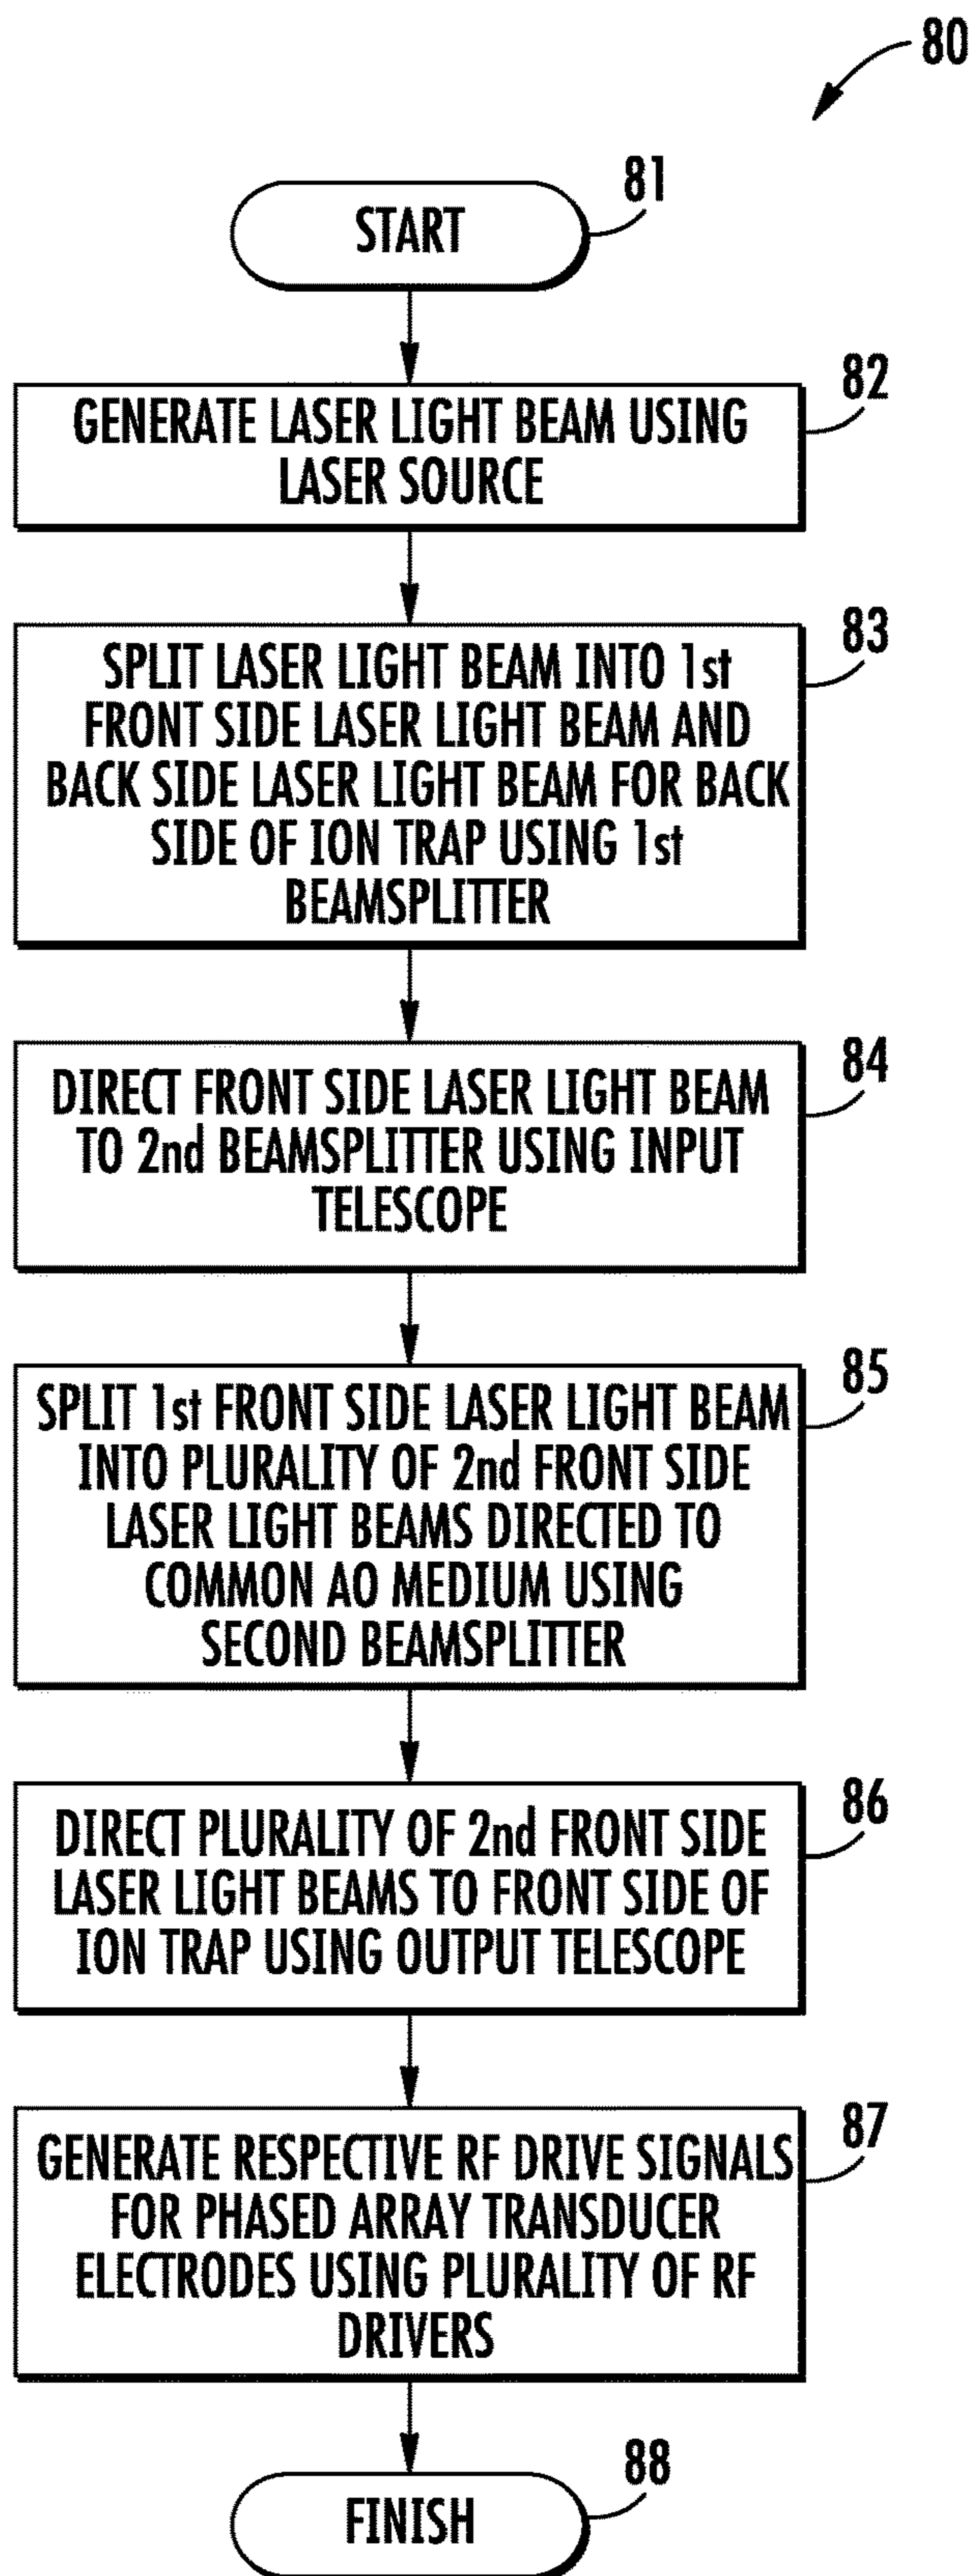 80
81
START
82
GENERATE LASER LIGHT BEAM USING
LASER SOURCE
83
SPLIT LASER LIGHT BEAM INTO 1st
FRONT SIDE LASER LIGHT BEAM AND
BACK SIDE LASER LIGHT BEAM FOR BACK
SIDE OF ION TRAP USING 1st
BEAMSPLITTER
84
DIRECT FRONT SIDE LASER LIGHT BEAM
TO 2nd BEAMSPLITTER USING INPUT
TELESCOPE
85
SPLIT 1st FRONT SIDE LASER LIGHT BEAM
INTO PLURALITY OF 2nd FRONT SIDE
LASER LIGHT BEAMS DIRECTED TO
COMMON AO MEDIUM USING
SECOND BEAMSPLITTER
86
DIRECT PLURALITY OF 2nd FRONT SIDE
LASER LIGHT BEAMS TO FRONT SIDE OF
ION TRAP USING OUTPUT TELESCOPE
87
GENERATE RESPECTIVE RF DRIVE SIGNALS
FOR PHASED ARRAY TRANSDUCER
ELECTRODES USING PLURALITY OF RF
DRIVERS
88
FINISH